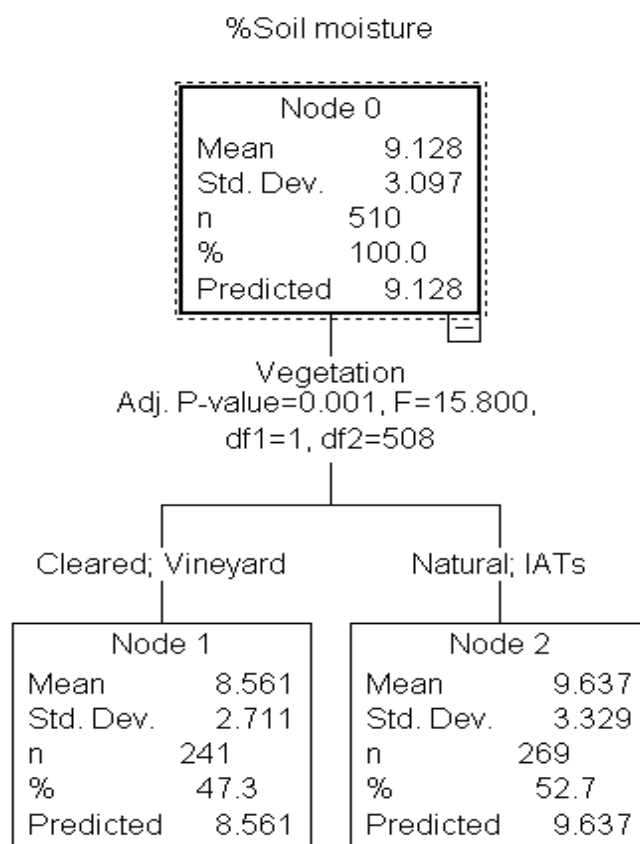 %Soil moisture
Node 0
Mean 9.128
Std. Dev. 3.097
n 510
% 100.0
Predicted 9.128
Vegetation
Adj. P-value=0.001, F=15.800,
df1=1, df2=508
Cleared; Vineyard
Natural; IATs
Node 1
Mean 8.561
Std. Dev. 2.711
n 241
% 47.3
Predicted 8.561
Node 2
Mean 9.637
Std. Dev. 3.329
n 269
% 52.7
Predicted 9.637